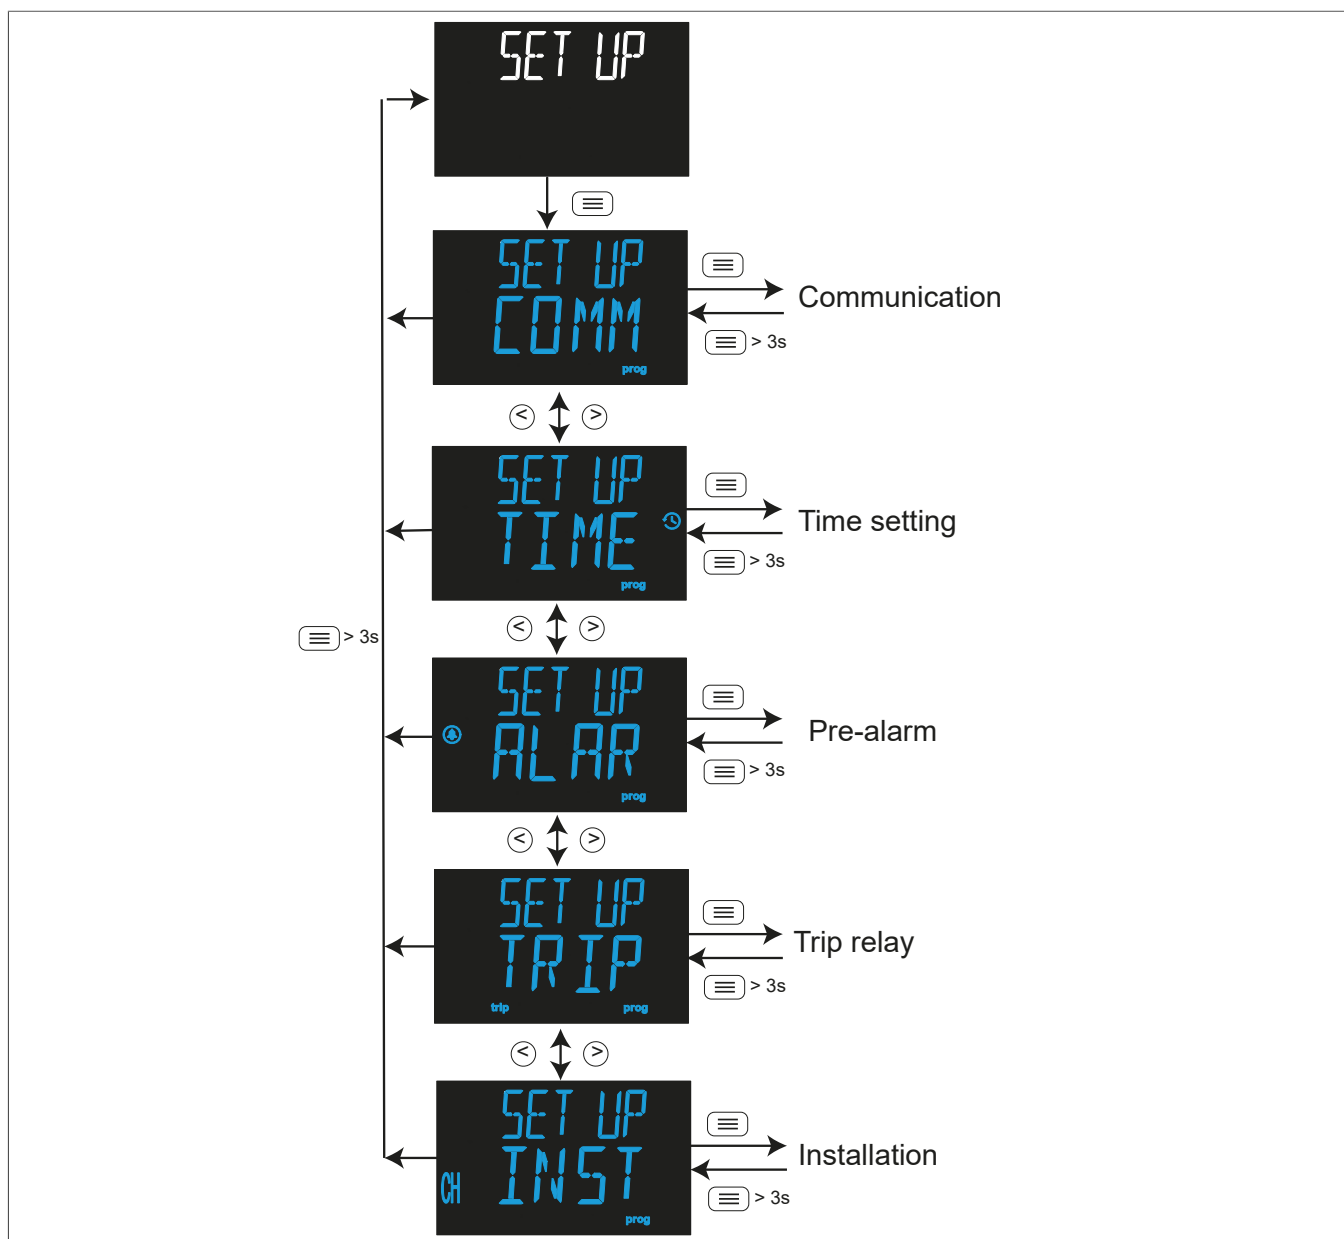 SET UP
SET UP
COMM
prog
Communication
> 3s
< >
SET UP
TIME
prog
Time setting
> 3s
< >
> 3s
SET UP
ALAR
prog
Pre-alarm
> 3s
< >
SET UP
TRIP
trip prog
Trip relay
> 3s
< >
SET UP
INST
CH
prog
Installation
> 3s